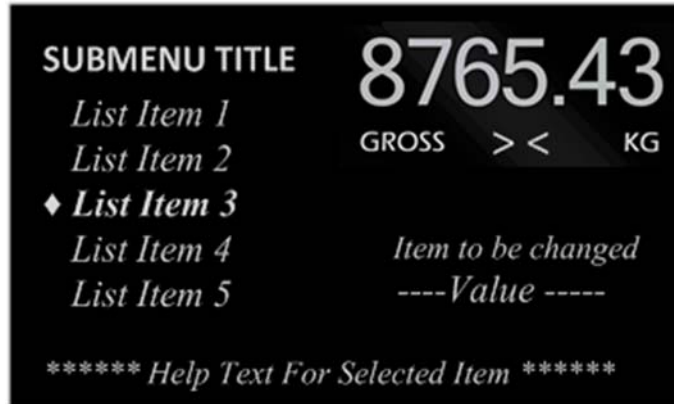 SUBMENU TITLE
List Item 1
List Item 2
♦ List Item 3
List Item 4
List Item 5
8765.43
GROSS > < KG
Item to be changed
----Value -----
****** Help Text For Selected Item ******